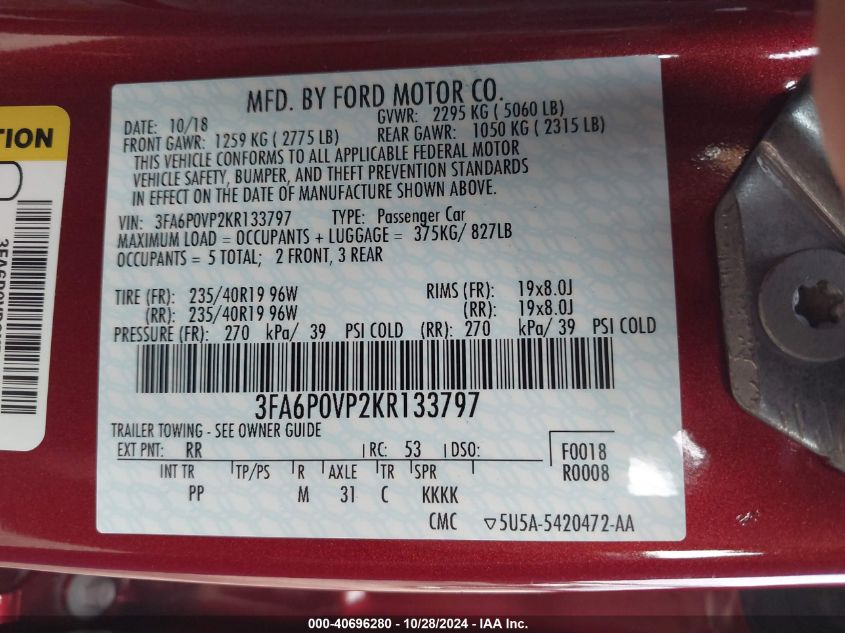 MFD. BY FORD MOTOR CO.
DATE: 10/18 GVWR: 2295 KG ( 5060 LB)
FRONT GAWR: 1259 KG ( 2775 LB) REAR GAWR: 1050 KG ( 2315 LB)
THIS VEHICLE CONFORMS TO ALL APPLICABLE FEDERAL MOTOR
VEHICLE SAFETY, BUMPER, AND THEFT PREVENTION STANDARDS
IN EFFECT ON THE DATE OF MANUFACTURE SHOWN ABOVE.
VIN: 3FA6P0VP2KR133797 TYPE: Passenger Car
MAXIMUM LOAD = OCCUPANTS + LUGGAGE = 375KG/ 827LB
OCCUPANTS = 5 TOTAL; 2 FRONT, 3 REAR
TIRE (FR): 235/40R19 96W RIMS (FR): 19x8.0J
(RR): 235/40R19 96W (RR): 19x8.0J
PRESSURE (FR): 270 kPa/ 39 PSI COLD (RR): 270 kPa/ 39 PSI COLD
3FA6P0VP2KR133797
TRAILER TOWING - SEE OWNER GUIDE
EXT PNT: RR RC: 53 DSO: F0018
INT TR TP/PS R AXLE TR SPR R0008
PP M 31 C KKKK
CMC ▽5U5A-5420472-AA
TION
000-40696280 - 10/28/2024 - IAA Inc.